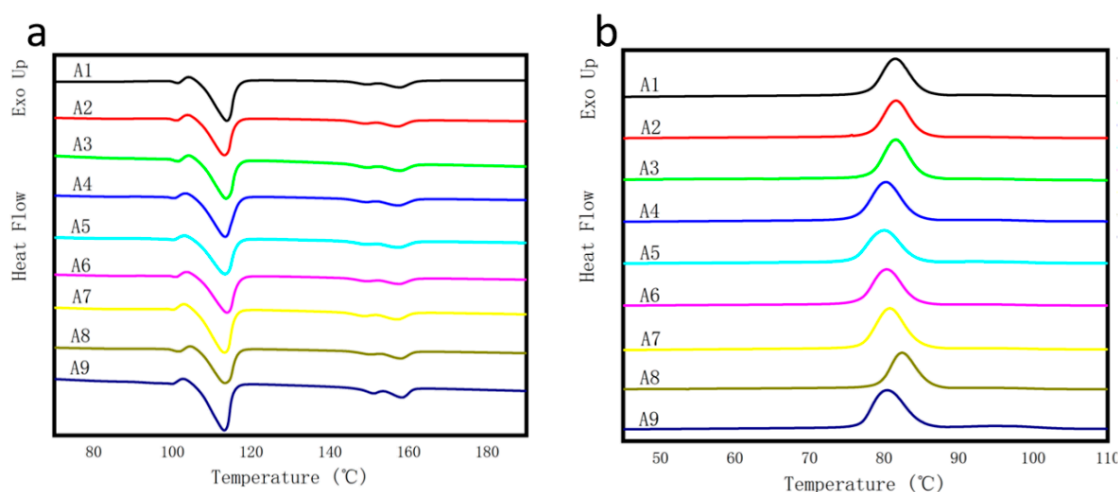 a
Exo Up
Heat Flow
A1
A2
A3
A4
A5
A6
A7
A8
A9
80 100 120 140 160 180
Temperature (℃)
b
Exo Up
Heat Flow
A1
A2
A3
A4
A5
A6
A7
A8
A9
50 60 70 80 90 100 110
Temperature (℃)